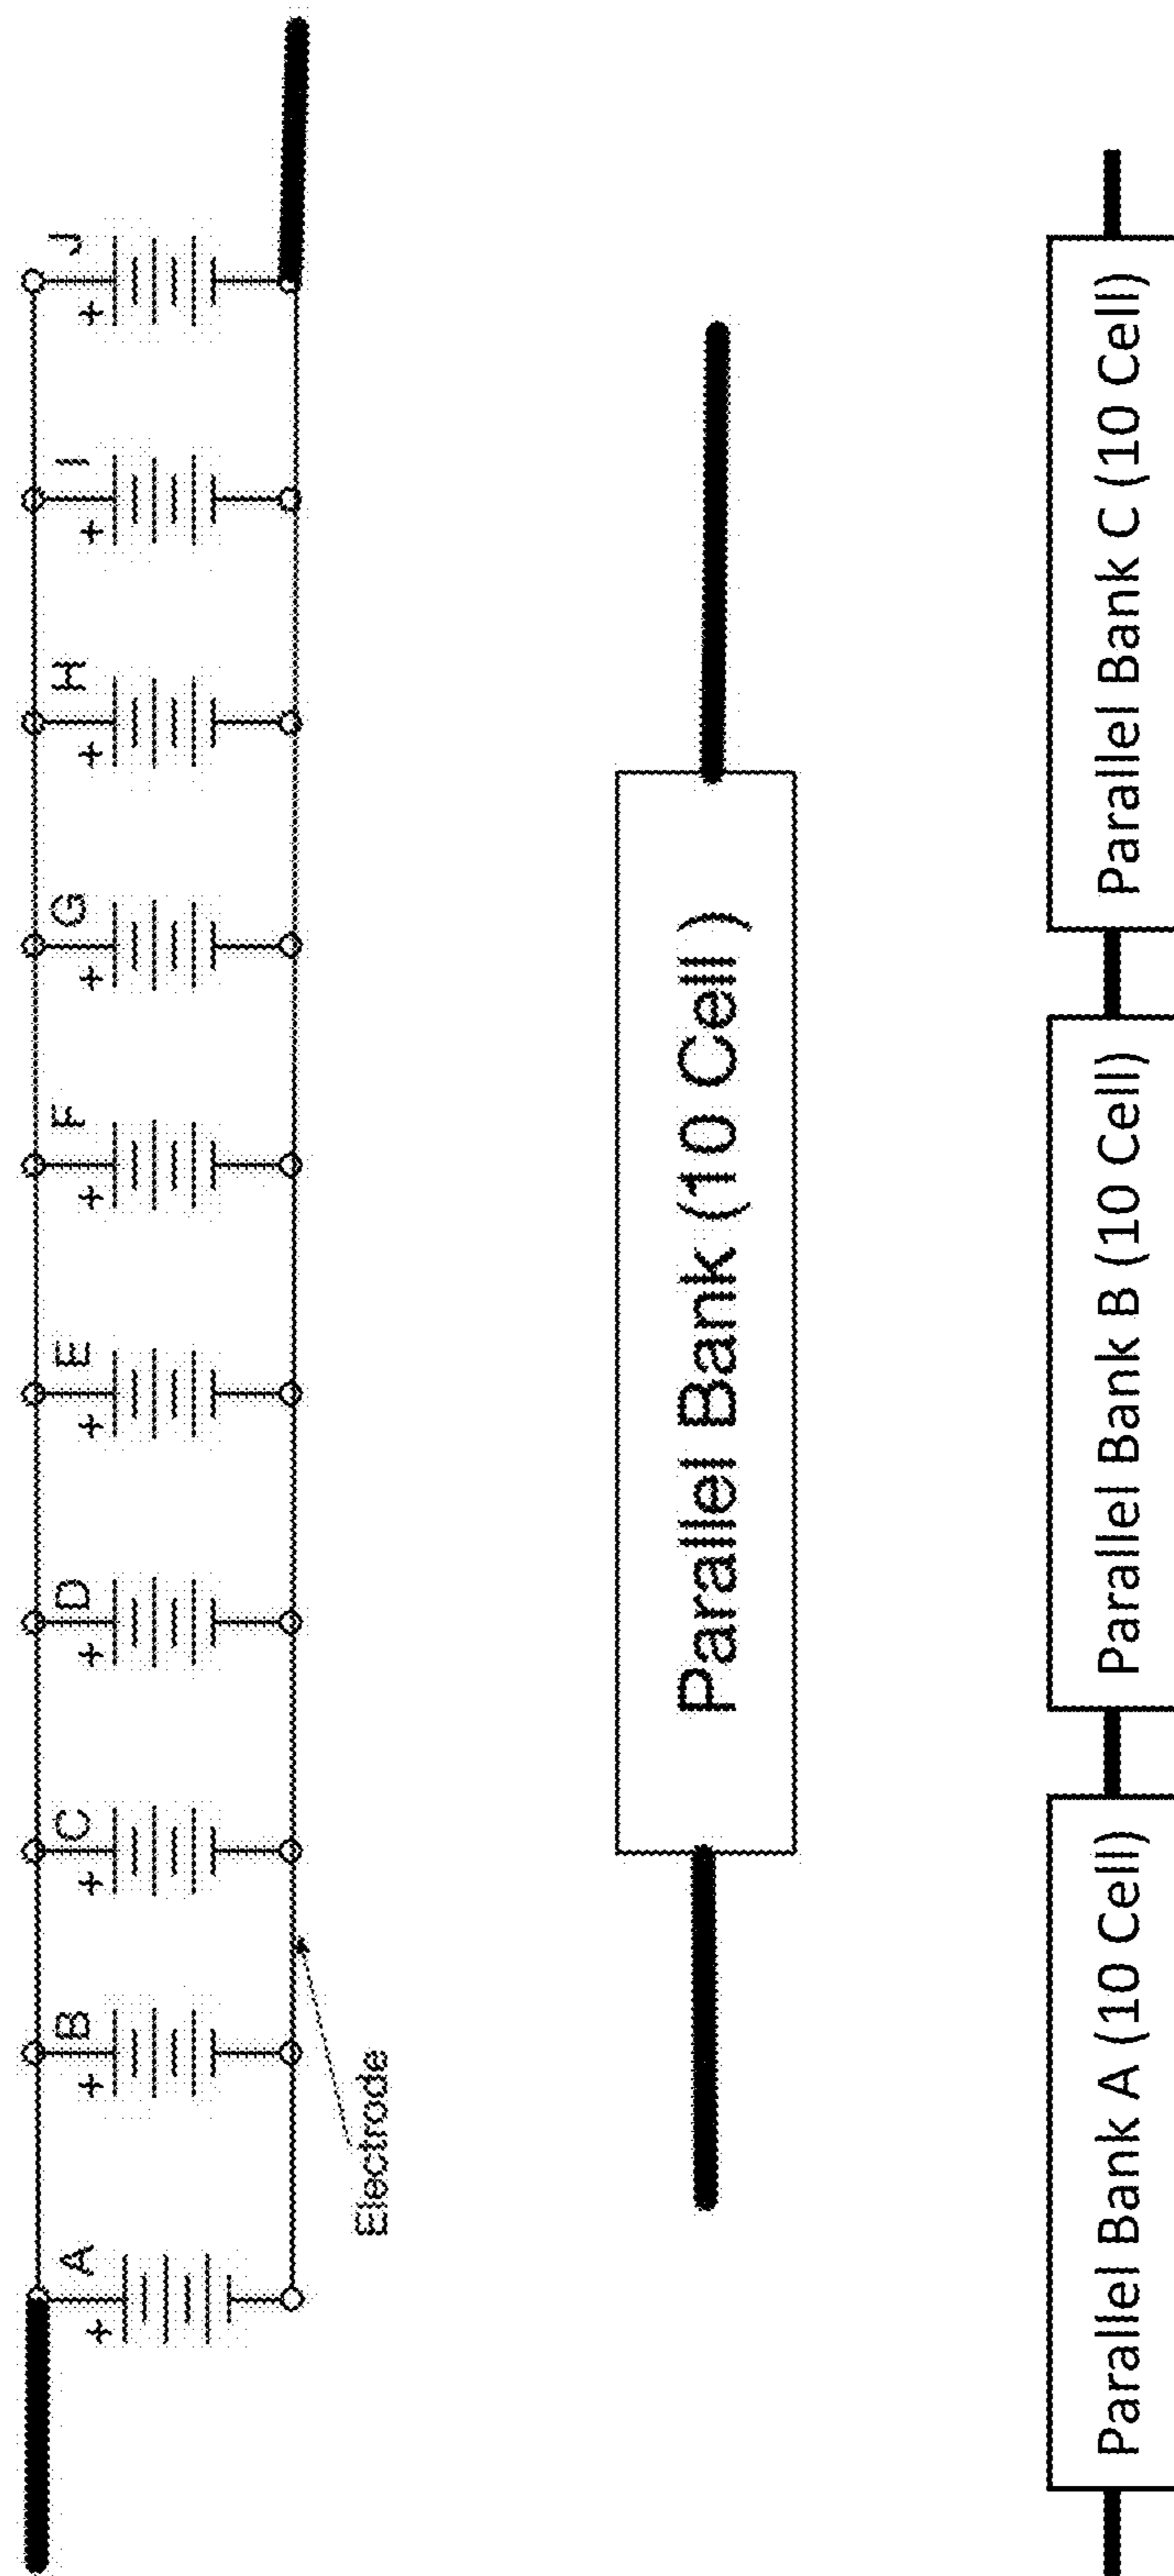 A B C D E F G H I J
+ + + + + + + + + +
Electrode
Parallel Bank (10 Cell)
Parallel Bank A (10 Cell)
Parallel Bank B (10 Cell)
Parallel Bank C (10 Cell)